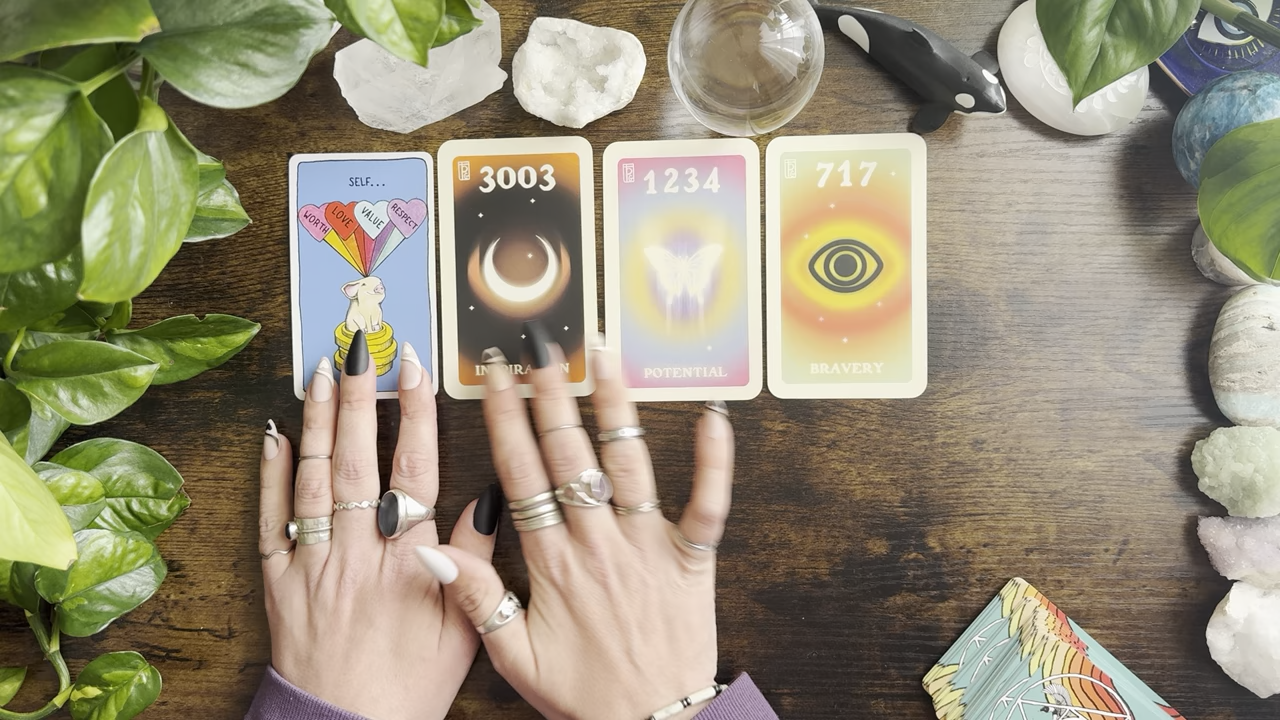 SELF...
WORTH
LOVE
VALUE
RESPECT
3003
1234
POTENTIAL
717
BRAVERY